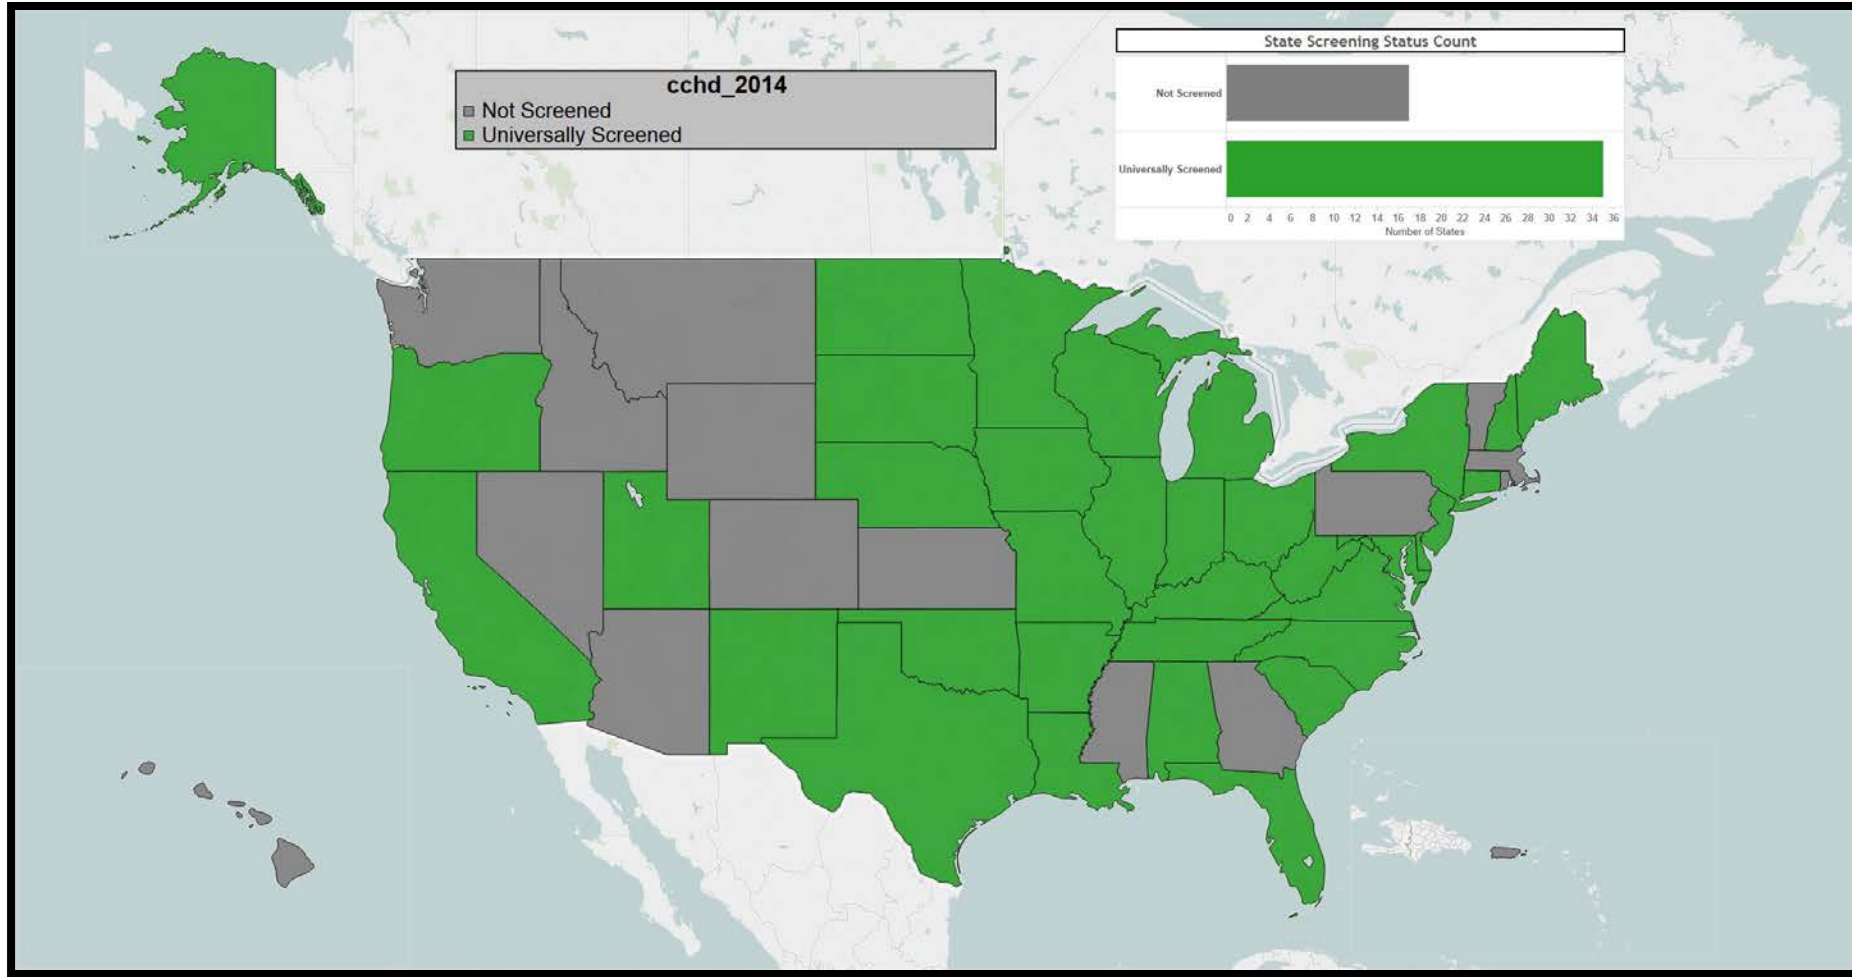 cchd_2014
Not Screened
Universally Screened
State Screening Status Count
Not Screened
Universally Screened
0 2 4 6 8 10 12 14 16 18 20 22 24 26 28 30 32 34 36
Number of States